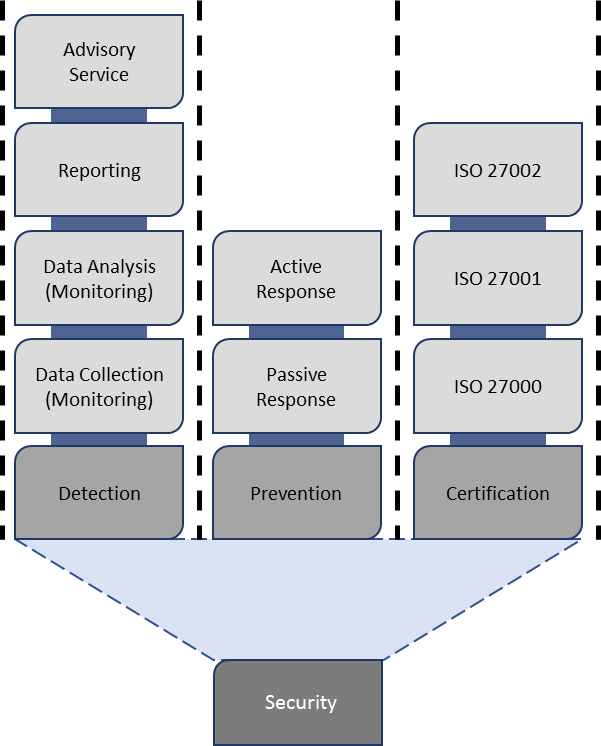 Advisory
Service
Reporting
Data Analysis
(Monitoring)
Data Collection
(Monitoring)
Detection
Active
Response
Passive
Response
Prevention
ISO 27002
ISO 27001
ISO 27000
Certification
Security